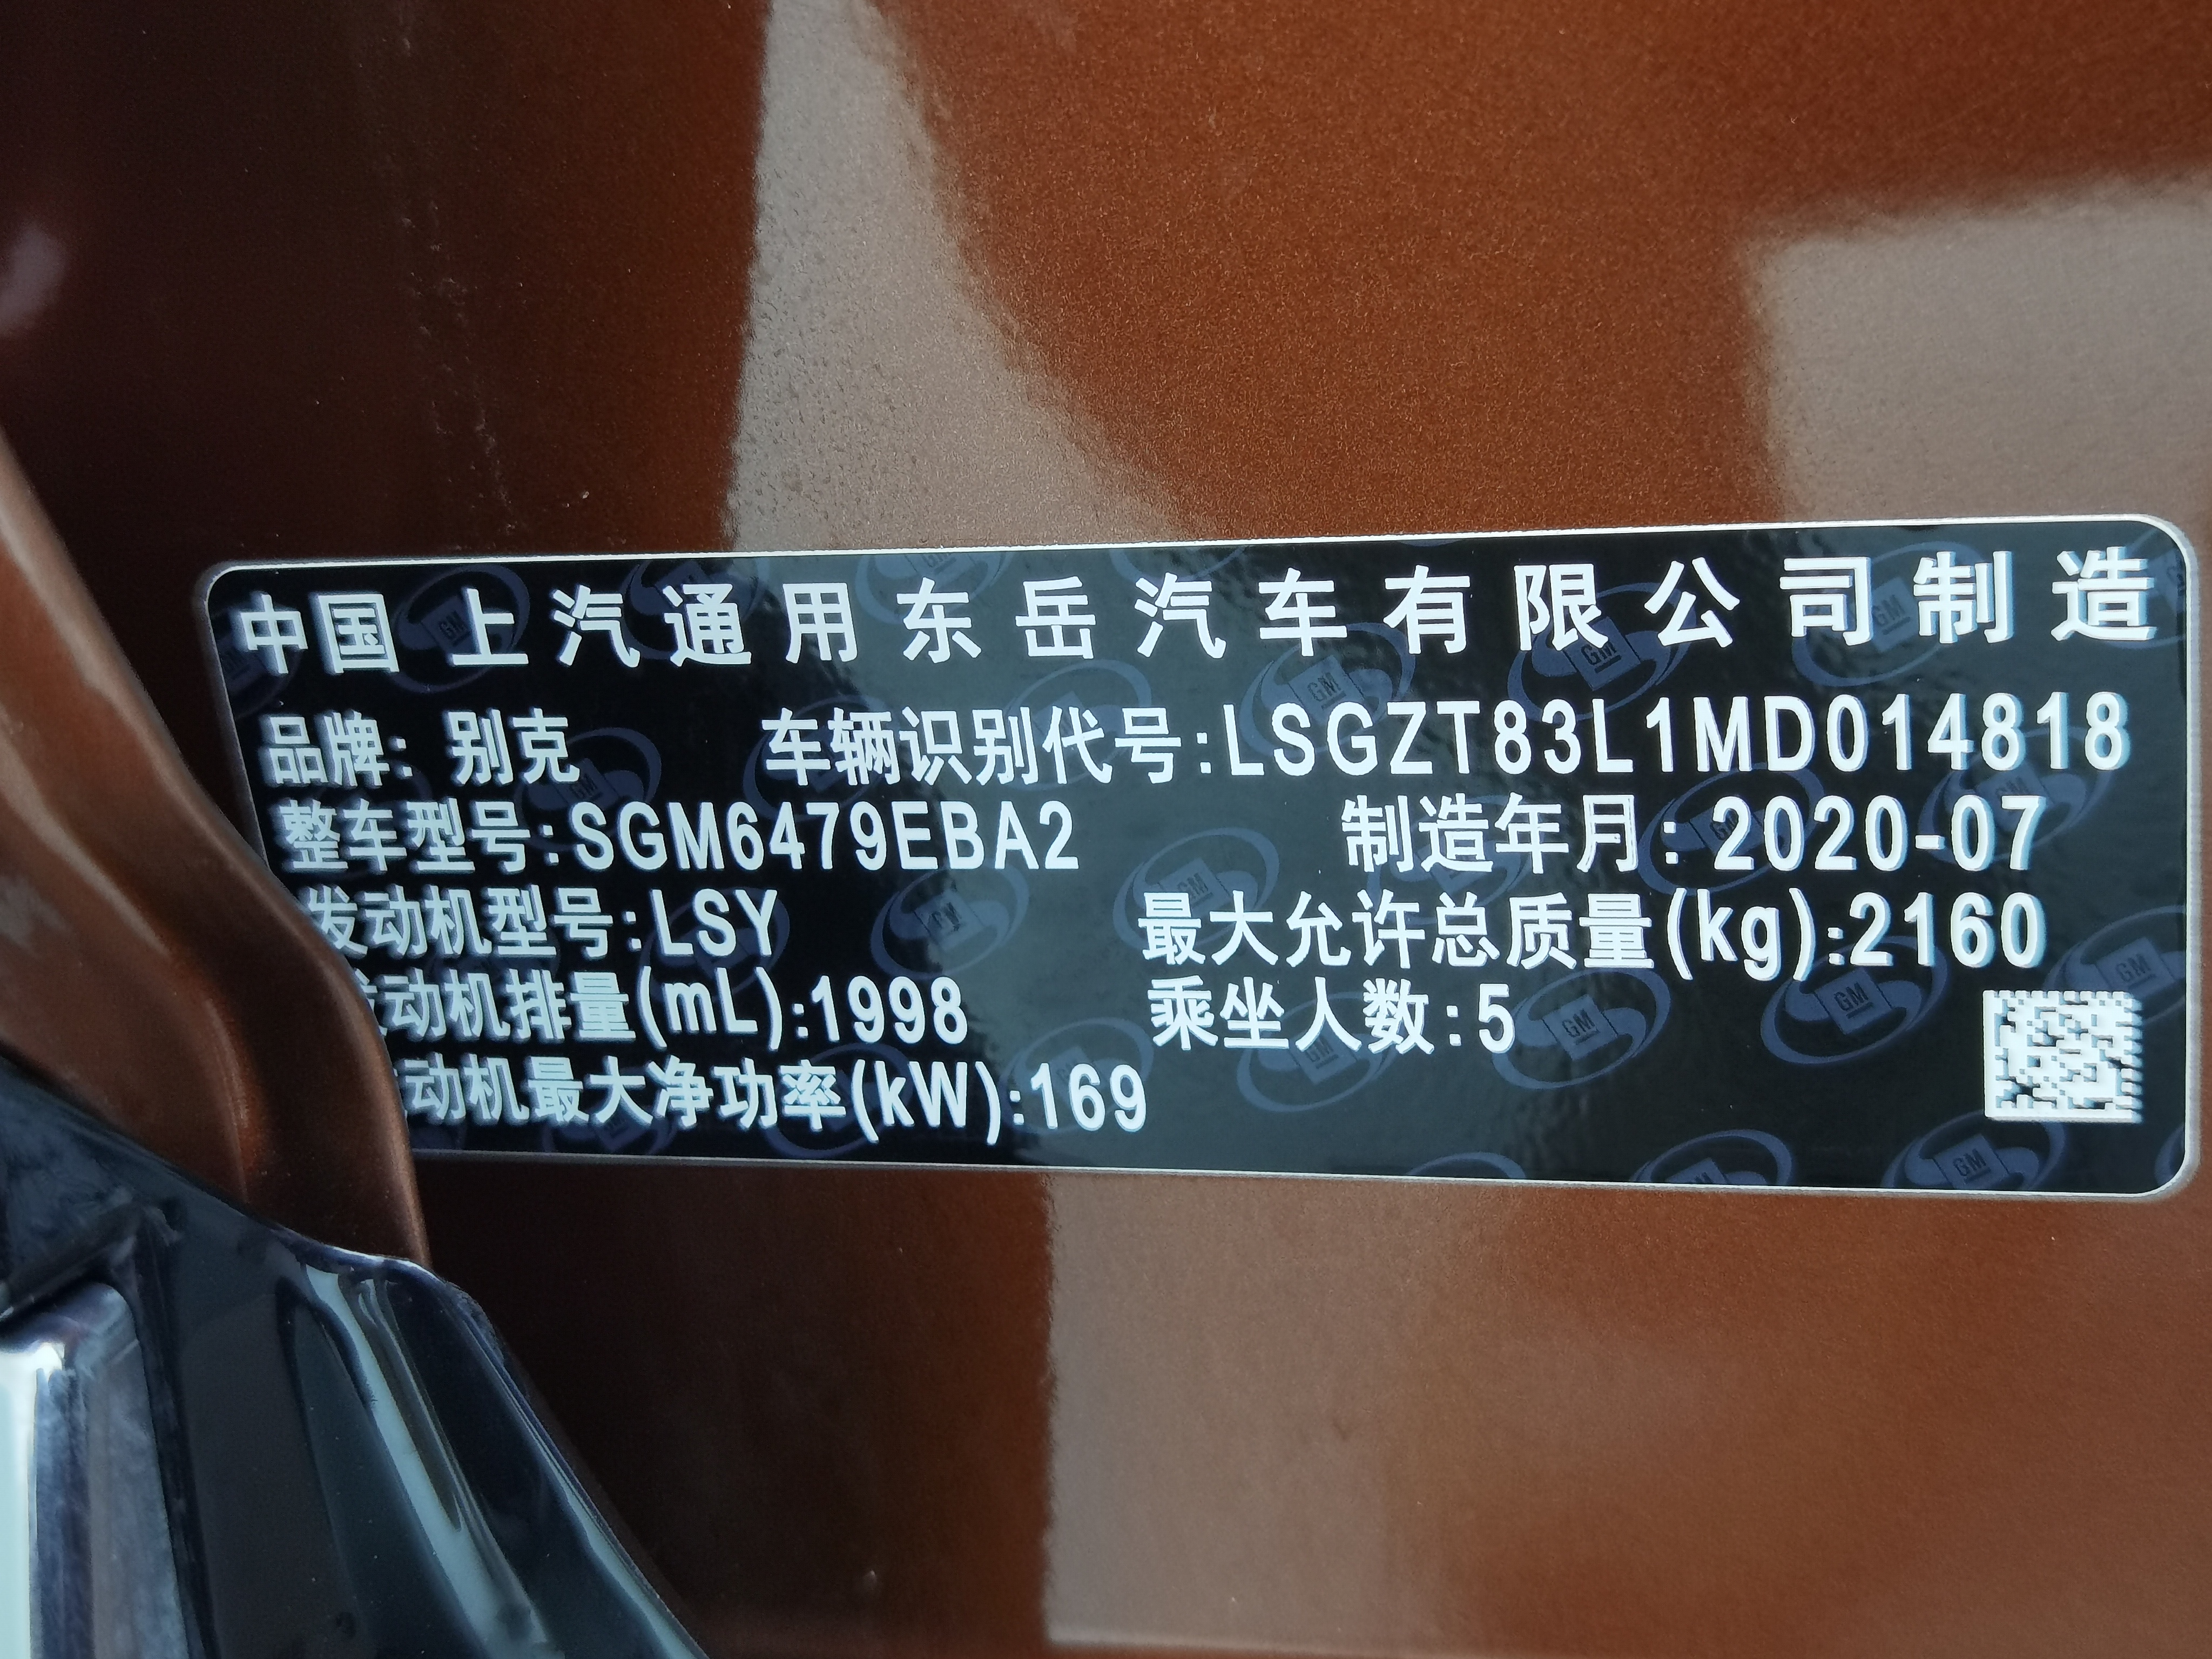 中国上汽通用东岳汽车有限公司制造
品牌: 别克 车辆识别代号:LSGZT83L1MD014818
整车型号:SGM6479EBA2 制造年月:2020-07
发动机型号:LSY 最大允许总质量(kg):2160
发动机排量(mL):1998 乘坐人数:5
动机最大净功率(kW):169